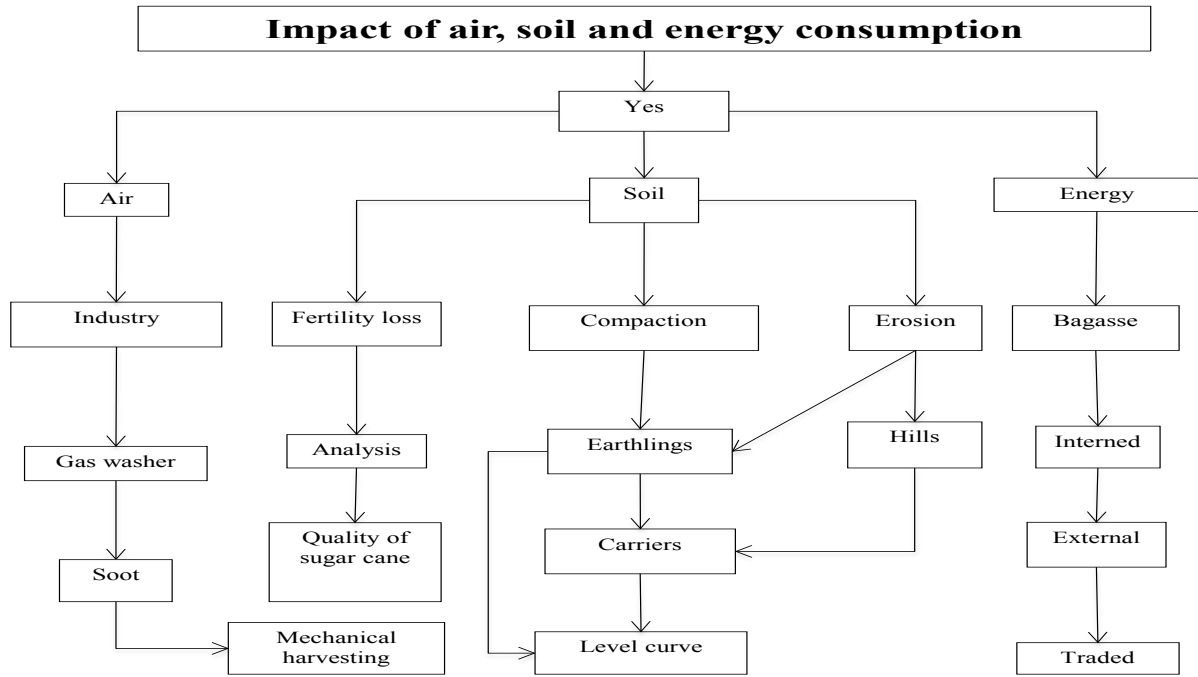 Impact of air, soil and energy consumption
Yes
Air
Soil
Energy
Industry
Fertility loss
Compaction
Erosion
Bagasse
Gas washer
Analysis
Earthlings
Hills
Interned
Quality of
sugar cane
Carriers
External
Soot
Mechanical
harvesting
Level curve
Traded